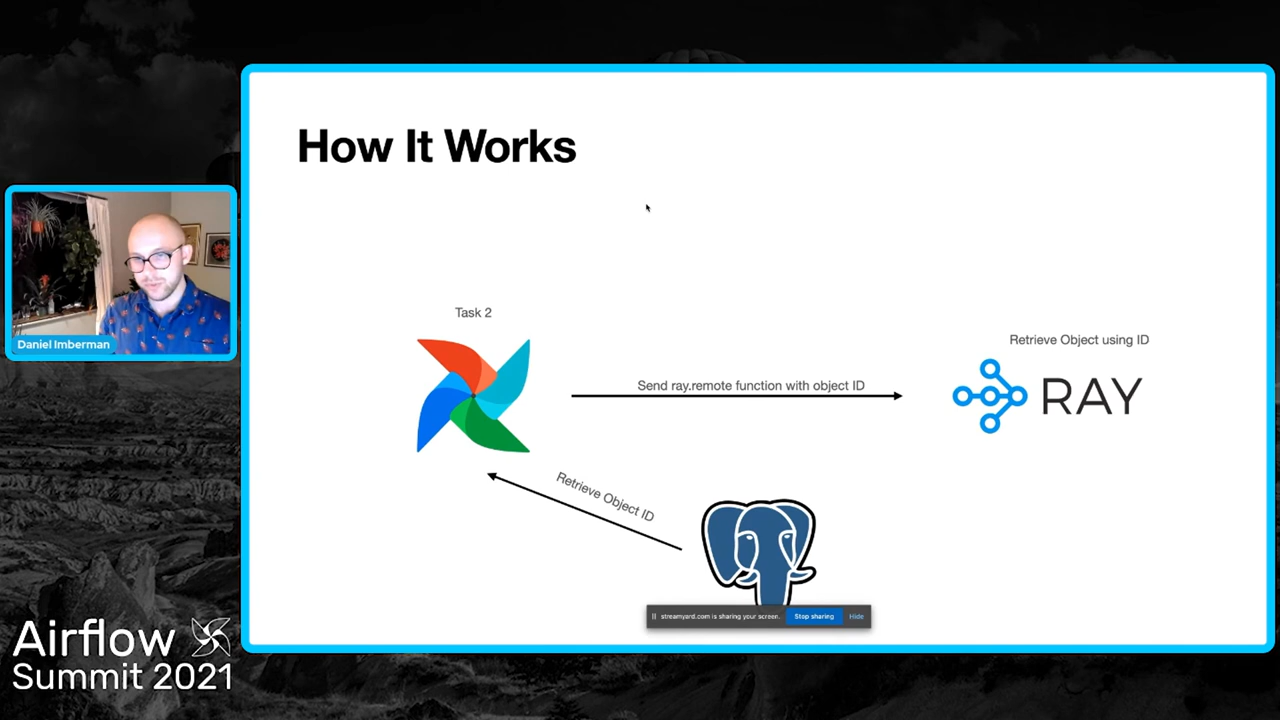 How It Works
Task 2
Retrieve Object using ID
Send ray.remote function with object ID
RAY
Retrieve Object ID
Daniel Imberman
streamyard.com is sharing your screen.
Stop sharing
Hide
Airflow
Summit 2021